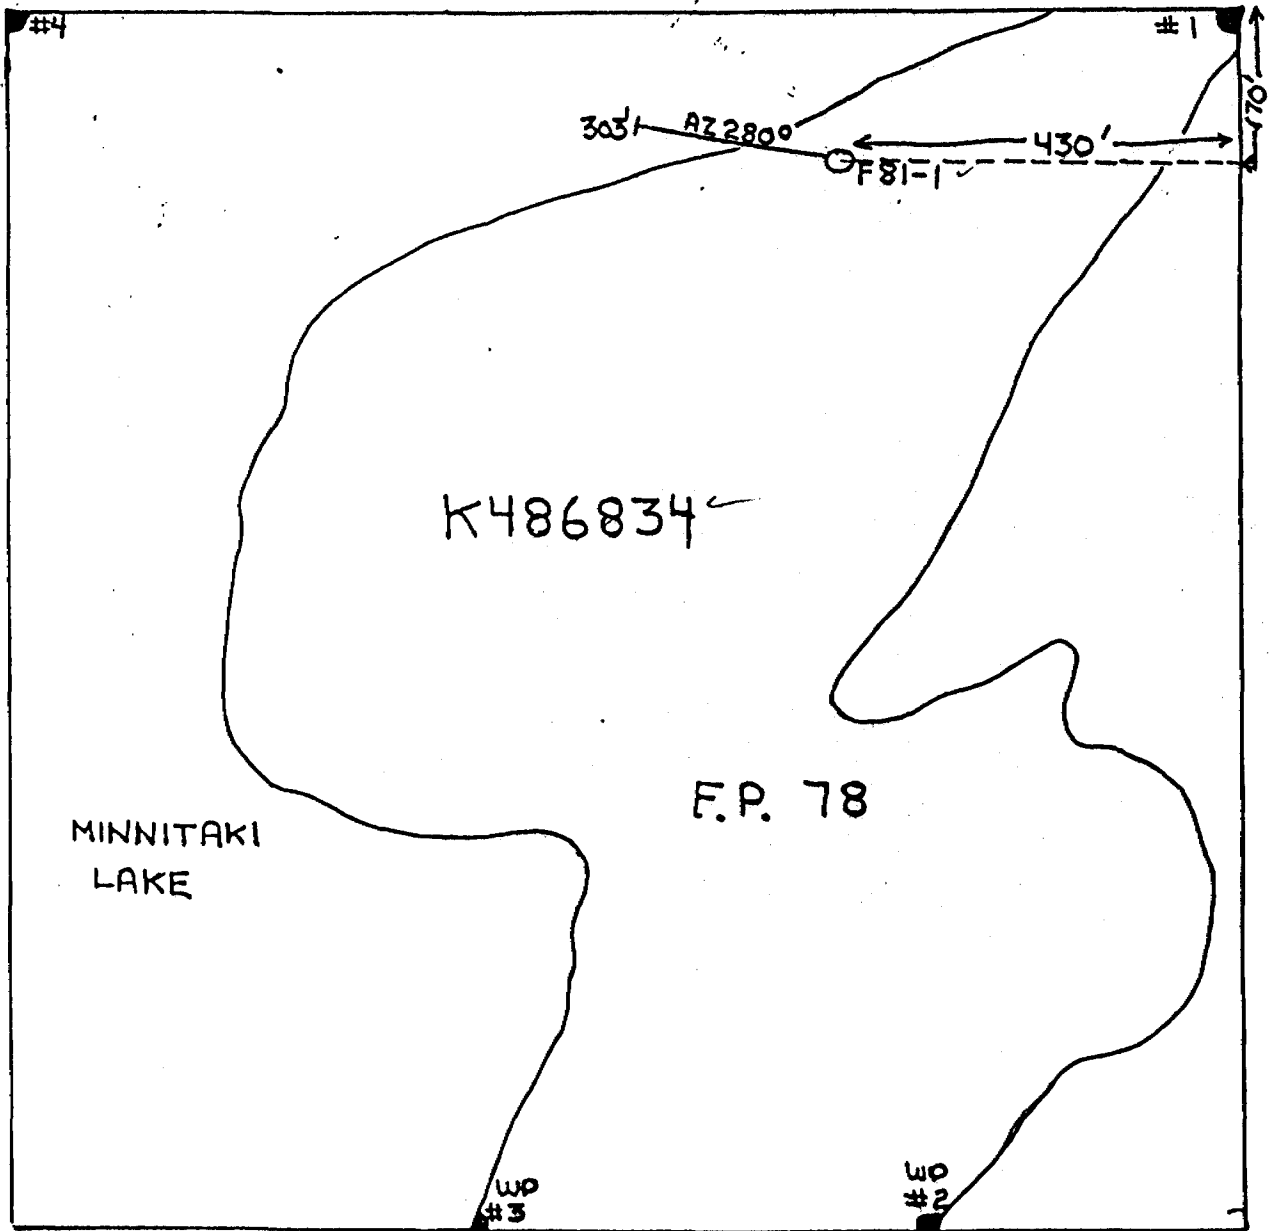 #4
#1
170'
303'
AZ 280°
430'
F81-1
K486834
F.P. 78
MINNITAKI
LAKE
WP
#3
WP
#2